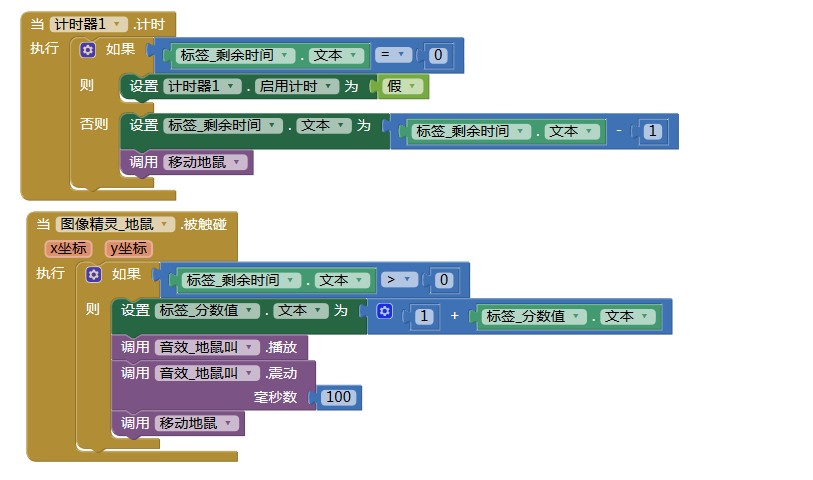 当 计时器1 .计时
执行 如果 标签_剩余时间 . 文本 = 0
则 设置 计时器1 . 启用计时 为 假
否则 设置 标签_剩余时间 . 文本 为 标签_剩余时间 . 文本 - 1
调用 移动地鼠
当 图像精灵_地鼠 .被触碰
x坐标 y坐标
执行 如果 标签_剩余时间 . 文本 > 0
则 设置 标签_分数值 . 文本 为 1 + 标签_分数值 . 文本
调用 音效_地鼠叫 .播放
调用 音效_地鼠叫 .震动
毫秒数 100
调用 移动地鼠